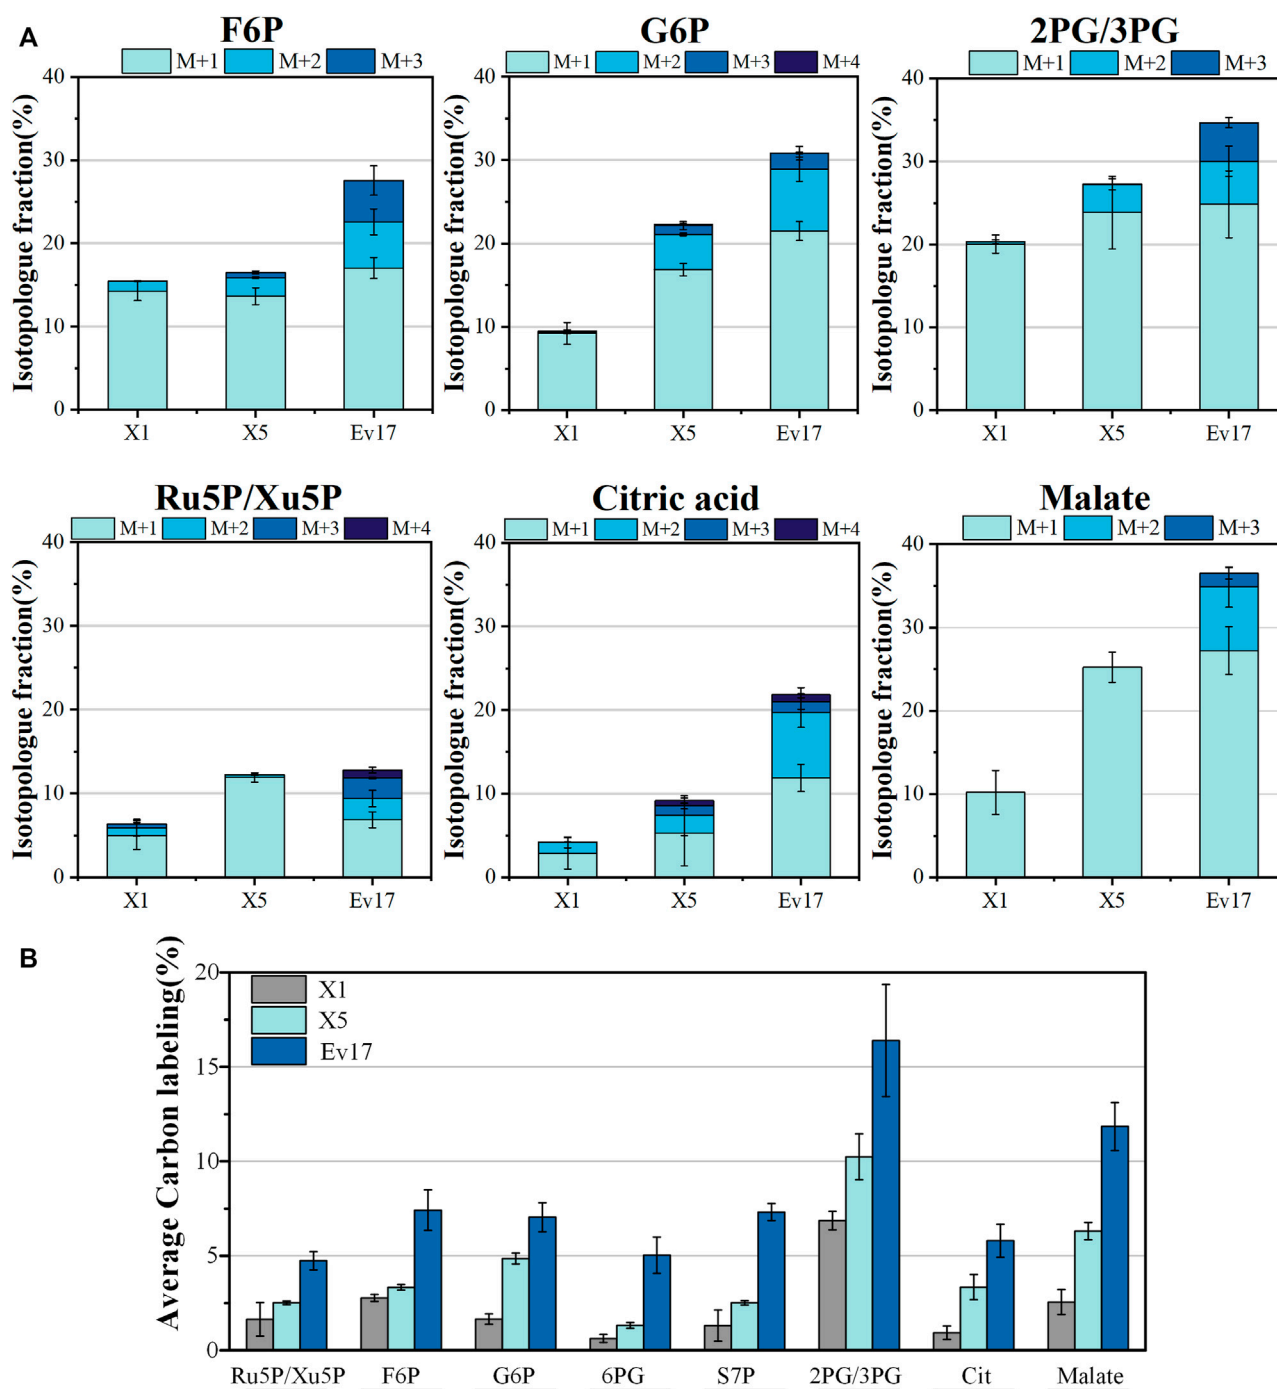 A
F6P
G6P
2PG/3PG
M+1 M+2 M+3
M+1 M+2 M+3 M+4
M+1 M+2 M+3
Isotopologue fraction(%)
40
30
20
10
0
X1 X5 Ev17
Isotopologue fraction(%)
40
30
20
10
0
X1 X5 Ev17
Isotopologue fraction(%)
40
30
20
10
0
X1 X5 Ev17
Ru5P/Xu5P
Citric acid
Malate
M+1 M+2 M+3 M+4
M+1 M+2 M+3 M+4
M+1 M+2 M+3
Isotopologue fraction(%)
40
30
20
10
0
X1 X5 Ev17
Isotopologue fraction(%)
40
30
20
10
0
X1 X5 Ev17
Isotopologue fraction(%)
40
30
20
10
0
X1 X5 Ev17
B
Average Carbon labeling(%)
20
15
10
5
0
X1
X5
Ev17
Ru5P/Xu5P F6P G6P 6PG S7P 2PG/3PG Cit Malate